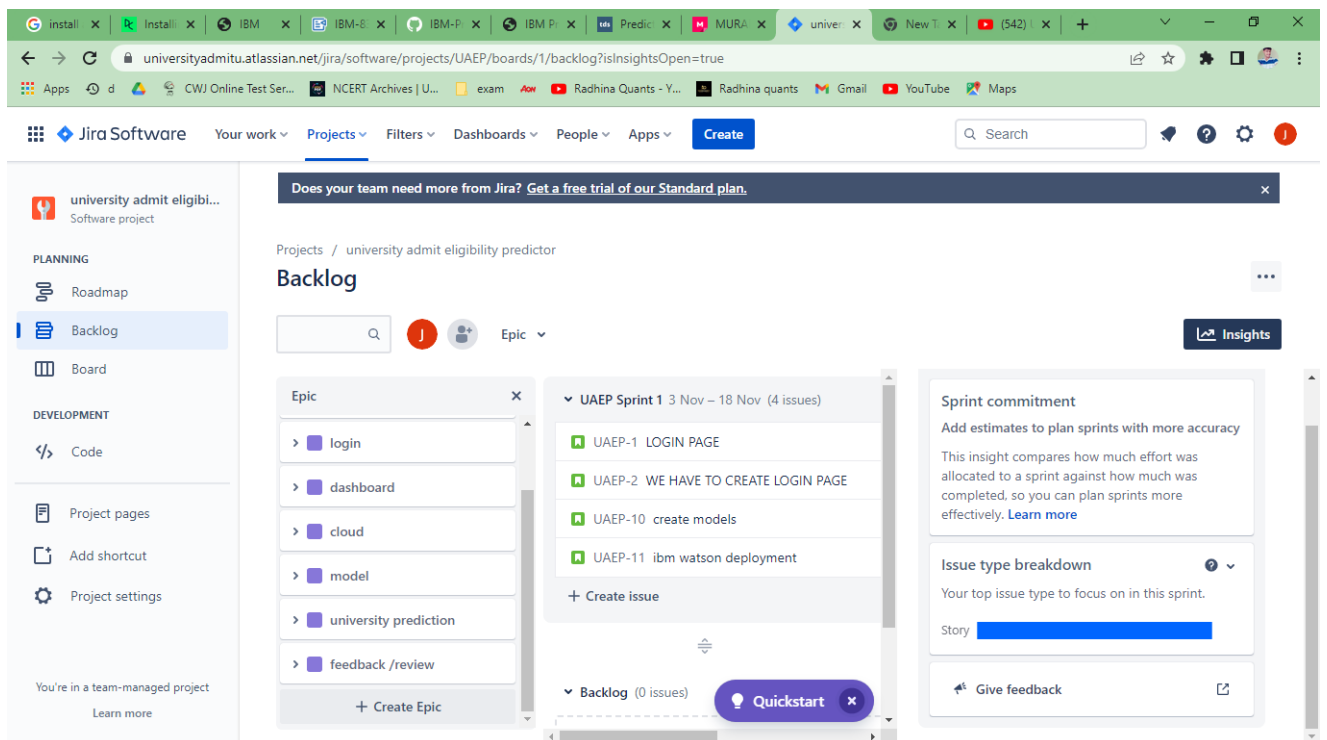 install
Installi
IBM
IBM-8
IBM-P
IBM P
tds Predic
M MURA
univer
New T
(542)
universityadmitu.atlassian.net/jira/software/projects/UAEP/boards/1/backlog?isInsightsOpen=true
Apps d CWJ Online Test Ser... NCERT Archives | U... exam AON Radhina Quants - Y... Radhina quants Gmail YouTube Maps
Jira Software Your work Projects Filters Dashboards People Apps Create Search J
Does your team need more from Jira? Get a free trial of our Standard plan.
university admit eligibi...
Software project
PLANNING
Roadmap
Backlog
Board
DEVELOPMENT
Code
Project pages
Add shortcut
Project settings
You're in a team-managed project
Learn more
Projects / university admit eligibility predictor
Backlog
J Epic Insights
Epic
login
dashboard
cloud
model
university prediction
feedback /review
+ Create Epic
UAEP Sprint 1 3 Nov – 18 Nov (4 issues)
UAEP-1 LOGIN PAGE
UAEP-2 WE HAVE TO CREATE LOGIN PAGE
UAEP-10 create models
UAEP-11 ibm watson deployment
+ Create issue
Backlog (0 issues)
Quickstart
Sprint commitment
Add estimates to plan sprints with more accuracy
This insight compares how much effort was
allocated to a sprint against how much was
completed, so you can plan sprints more
effectively. Learn more
Issue type breakdown
Your top issue type to focus on in this sprint.
Story
Give feedback